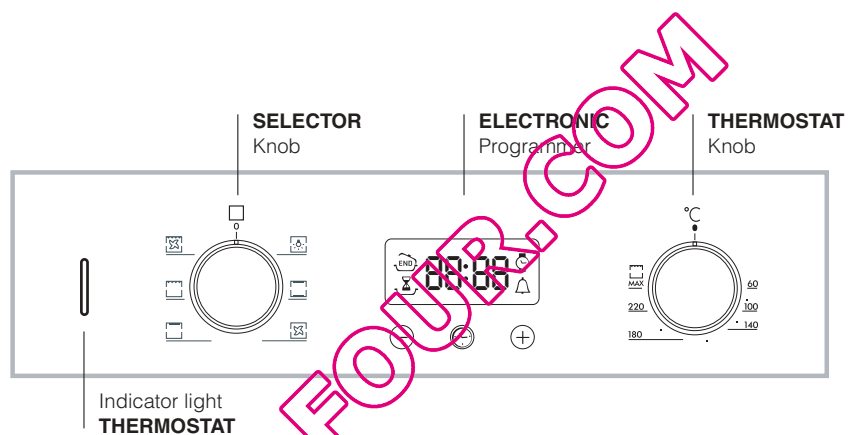 SELECTOR
Knob
ELECTRONIC
Programmer
THERMOSTAT
Knob
0
°C
END
88:88
MAX
60
220
100
180
140
Indicator light
THERMOSTAT
FOUR.COM